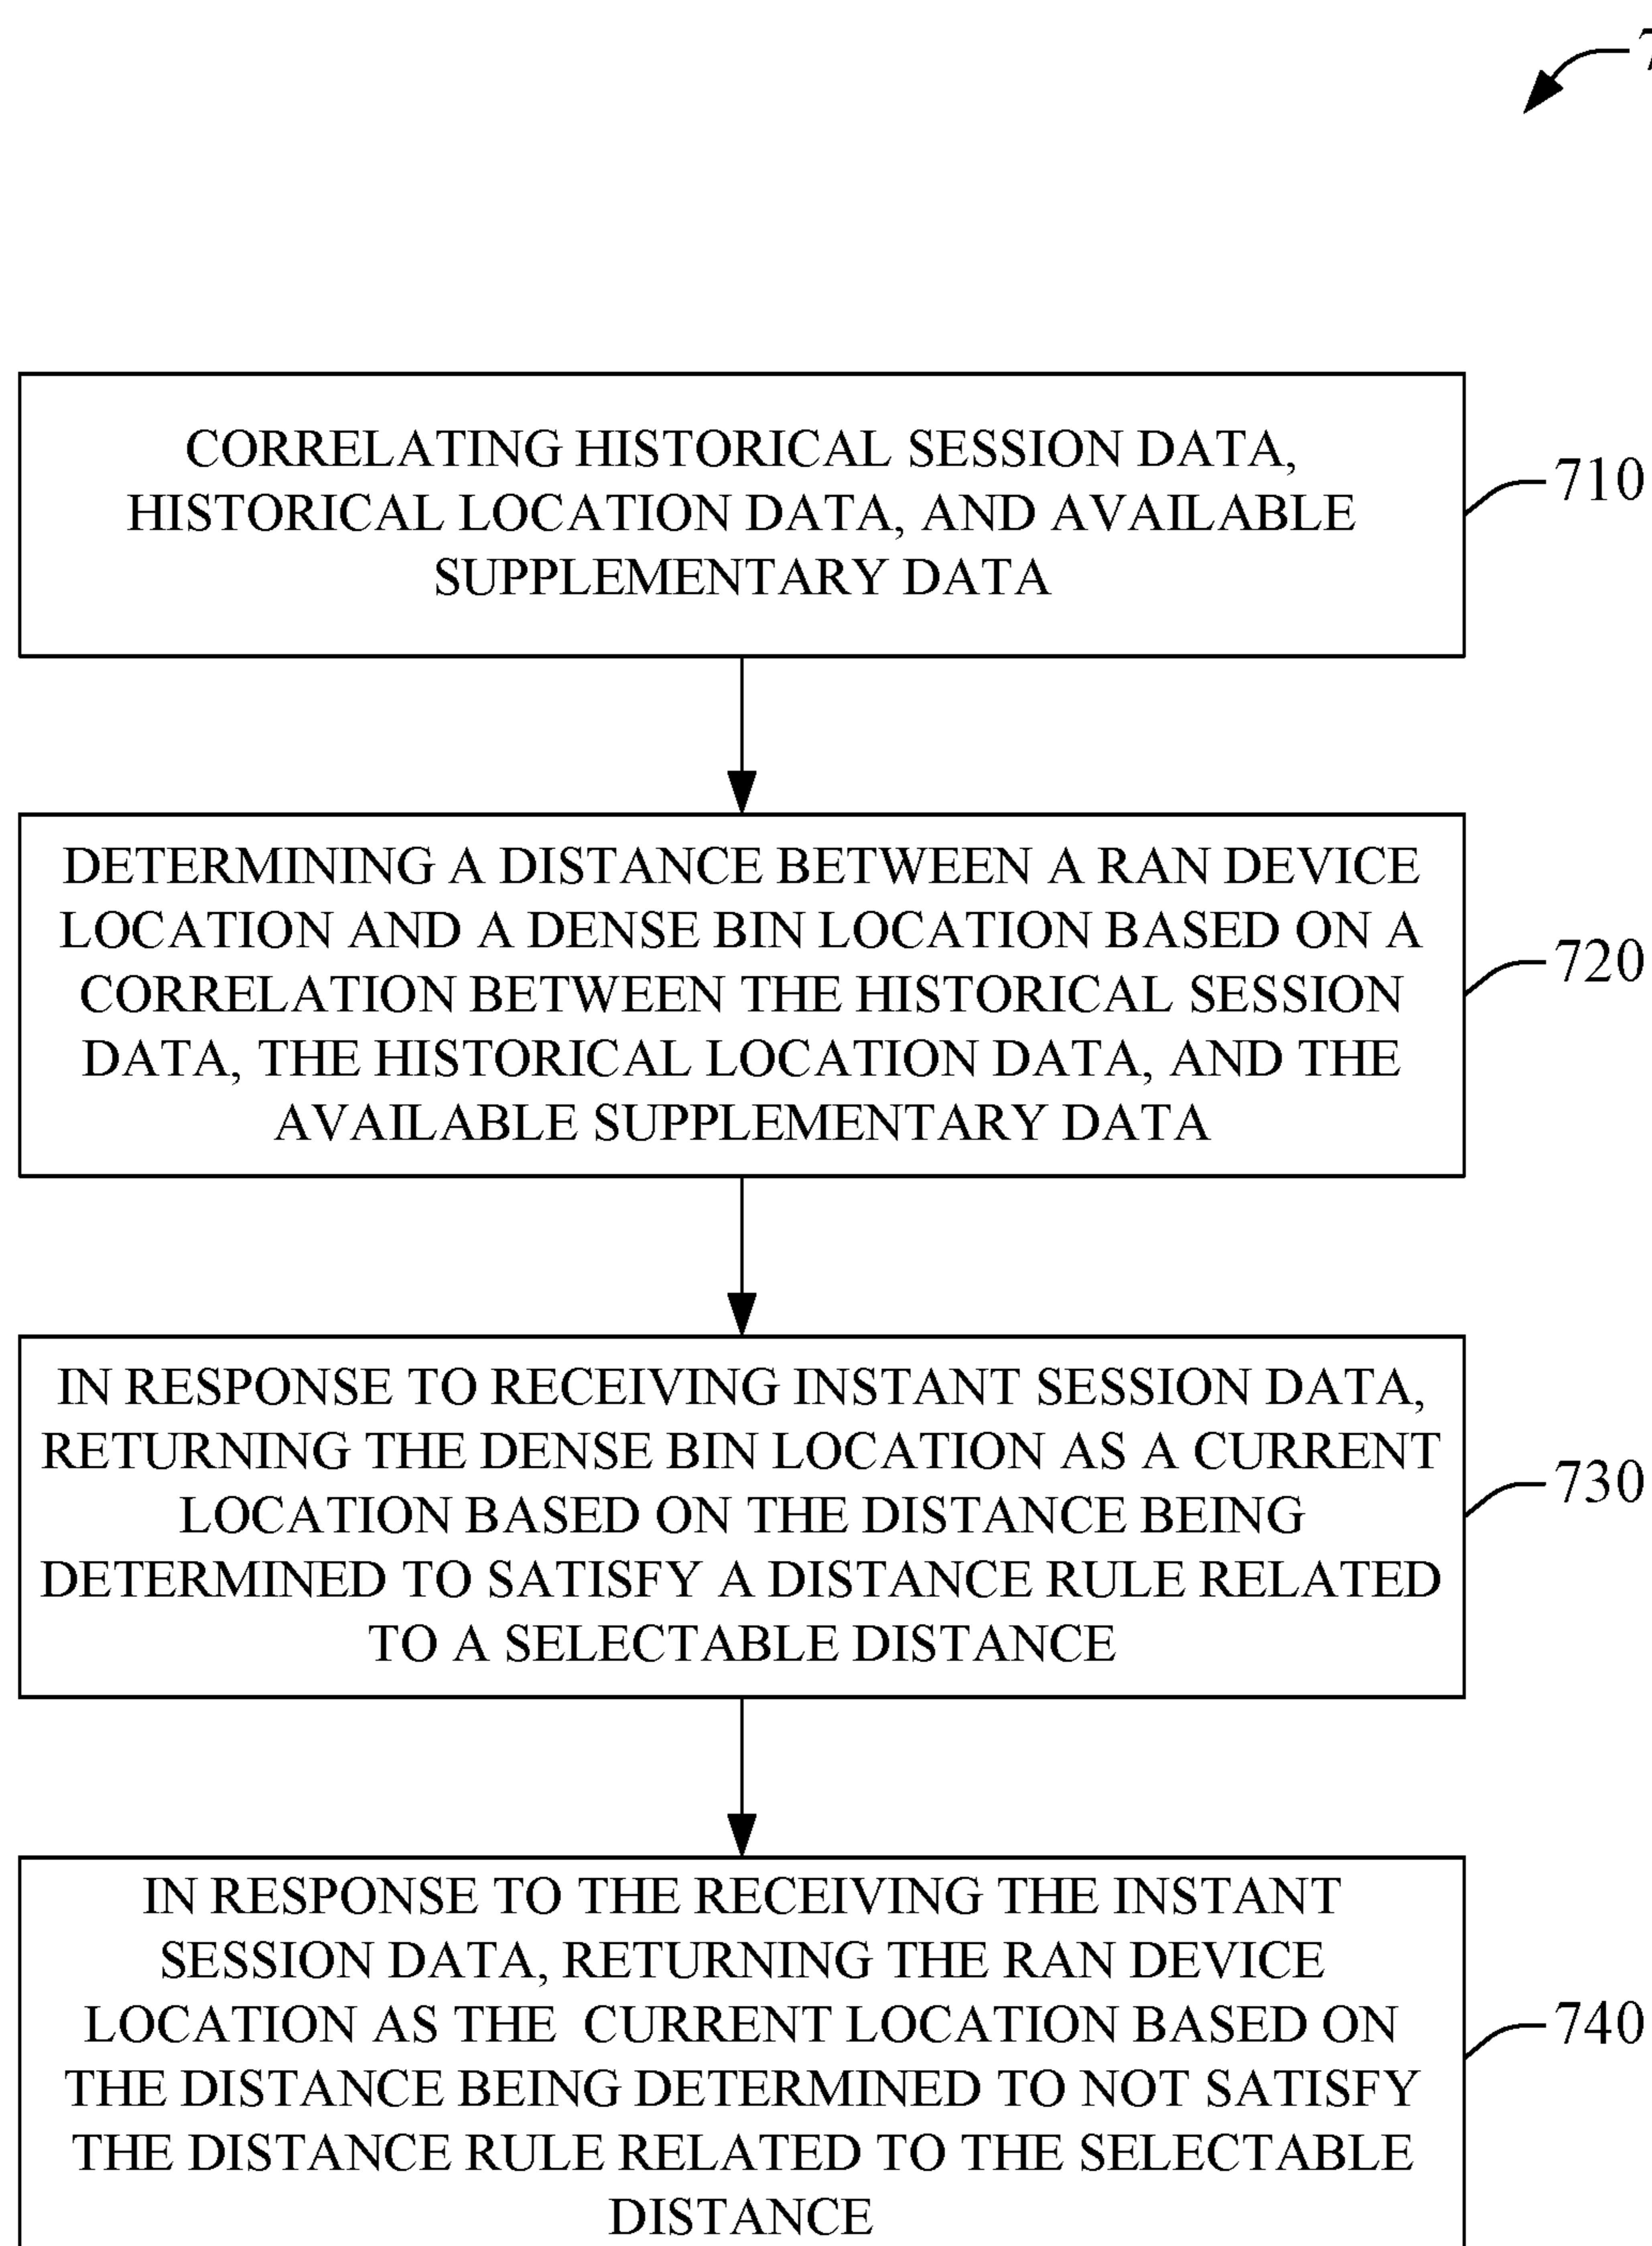 CORRELATING HISTORICAL SESSION DATA,
HISTORICAL LOCATION DATA, AND AVAILABLE
SUPPLEMENTARY DATA
710
DETERMINING A DISTANCE BETWEEN A RAN DEVICE
LOCATION AND A DENSE BIN LOCATION BASED ON A
CORRELATION BETWEEN THE HISTORICAL SESSION
DATA, THE HISTORICAL LOCATION DATA, AND THE
AVAILABLE SUPPLEMENTARY DATA
720
IN RESPONSE TO RECEIVING INSTANT SESSION DATA,
RETURNING THE DENSE BIN LOCATION AS A CURRENT
LOCATION BASED ON THE DISTANCE BEING
DETERMINED TO SATISFY A DISTANCE RULE RELATED
TO A SELECTABLE DISTANCE
730
IN RESPONSE TO THE RECEIVING THE INSTANT
SESSION DATA, RETURNING THE RAN DEVICE
LOCATION AS THE CURRENT LOCATION BASED ON
THE DISTANCE BEING DETERMINED TO NOT SATISFY
THE DISTANCE RULE RELATED TO THE SELECTABLE
DISTANCE
740